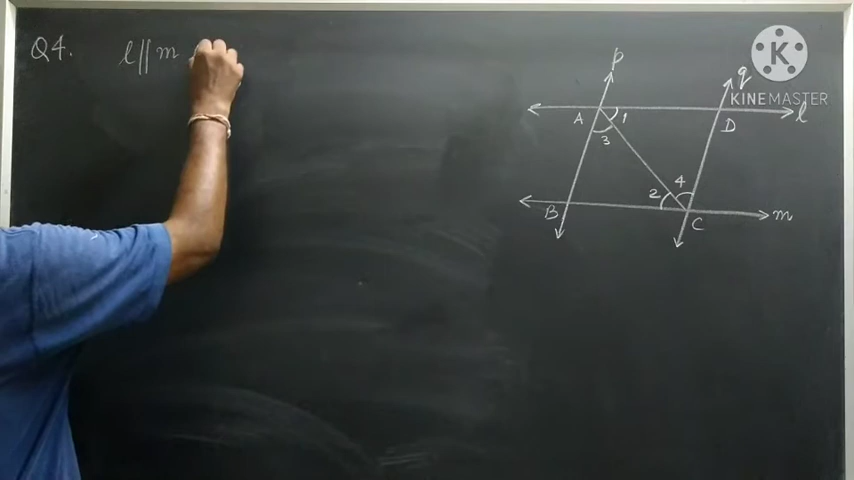 Q4. l || m
p
q
K
KINEMASTER
A 1 D l
3
2 4
B C m